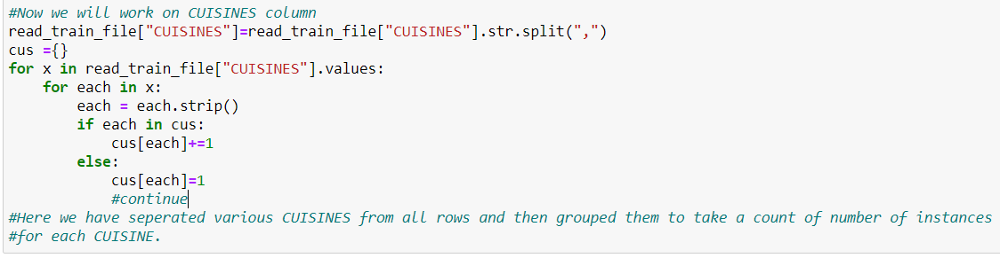 #Now we will work on CUISINES column
read_train_file["CUISINES"]=read_train_file["CUISINES"].str.split(",")
cus ={}
for x in read_train_file["CUISINES"].values:
    for each in x:
        each = each.strip()
        if each in cus:
            cus[each]+=1
        else:
            cus[each]=1
            #continue
#Here we have seperated various CUISINES from all rows and then grouped them to take a count of number of instances
#for each CUISINE.